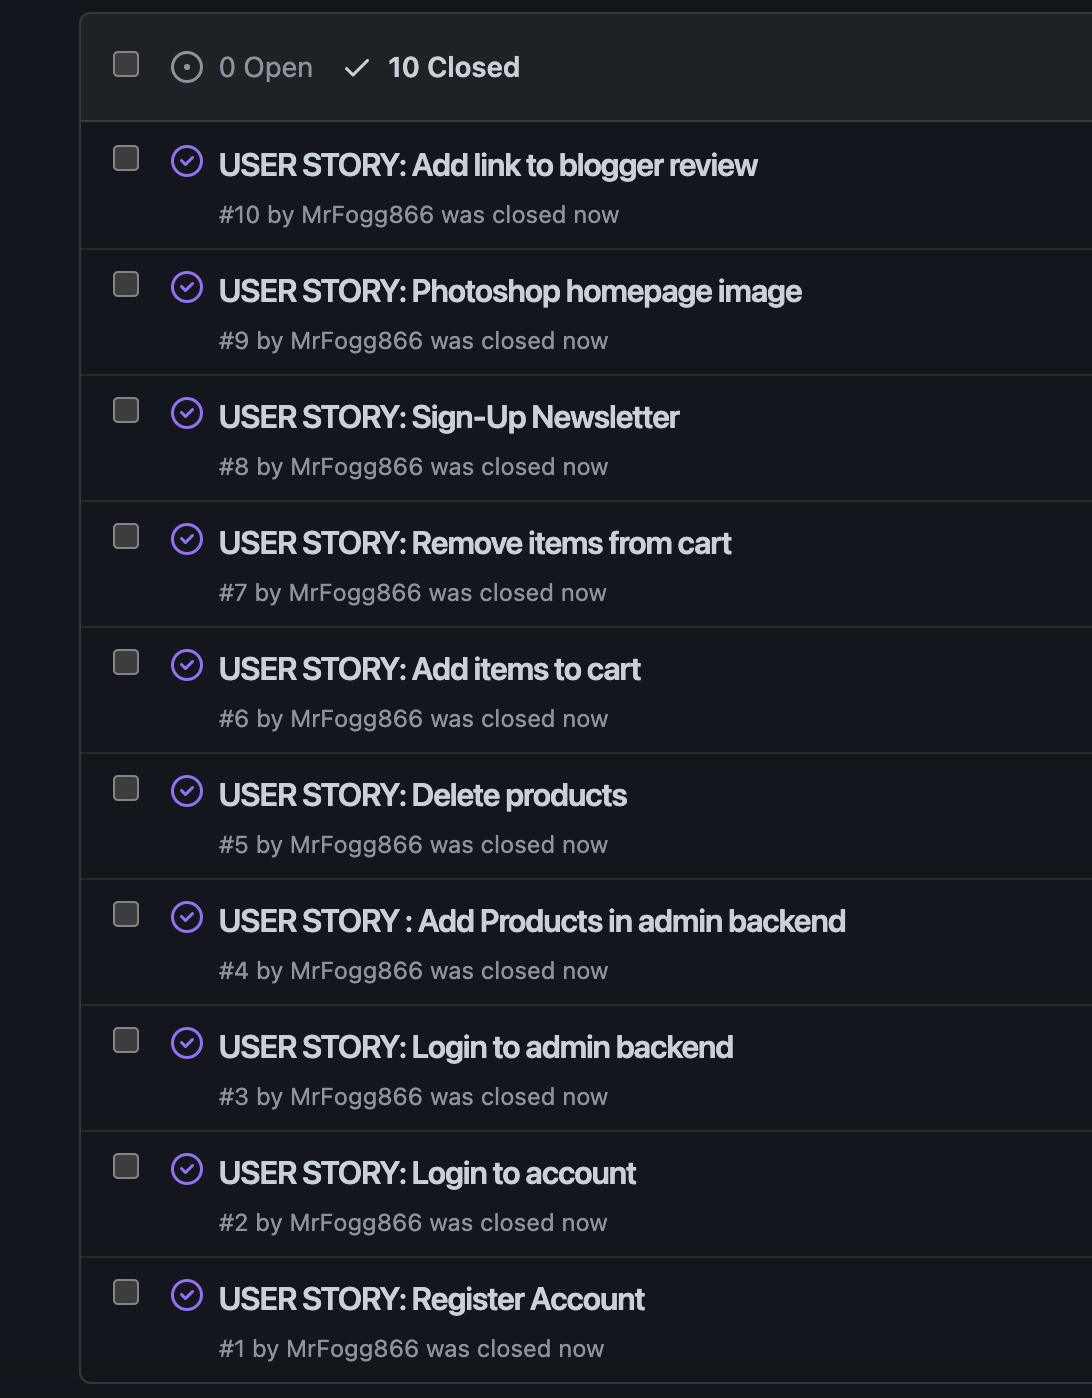 0 Open 10 Closed
USER STORY: Add link to blogger review
#10 by MrFogg866 was closed now
USER STORY: Photoshop homepage image
#9 by MrFogg866 was closed now
USER STORY: Sign-Up Newsletter
#8 by MrFogg866 was closed now
USER STORY: Remove items from cart
#7 by MrFogg866 was closed now
USER STORY: Add items to cart
#6 by MrFogg866 was closed now
USER STORY: Delete products
#5 by MrFogg866 was closed now
USER STORY : Add Products in admin backend
#4 by MrFogg866 was closed now
USER STORY: Login to admin backend
#3 by MrFogg866 was closed now
USER STORY: Login to account
#2 by MrFogg866 was closed now
USER STORY: Register Account
#1 by MrFogg866 was closed now